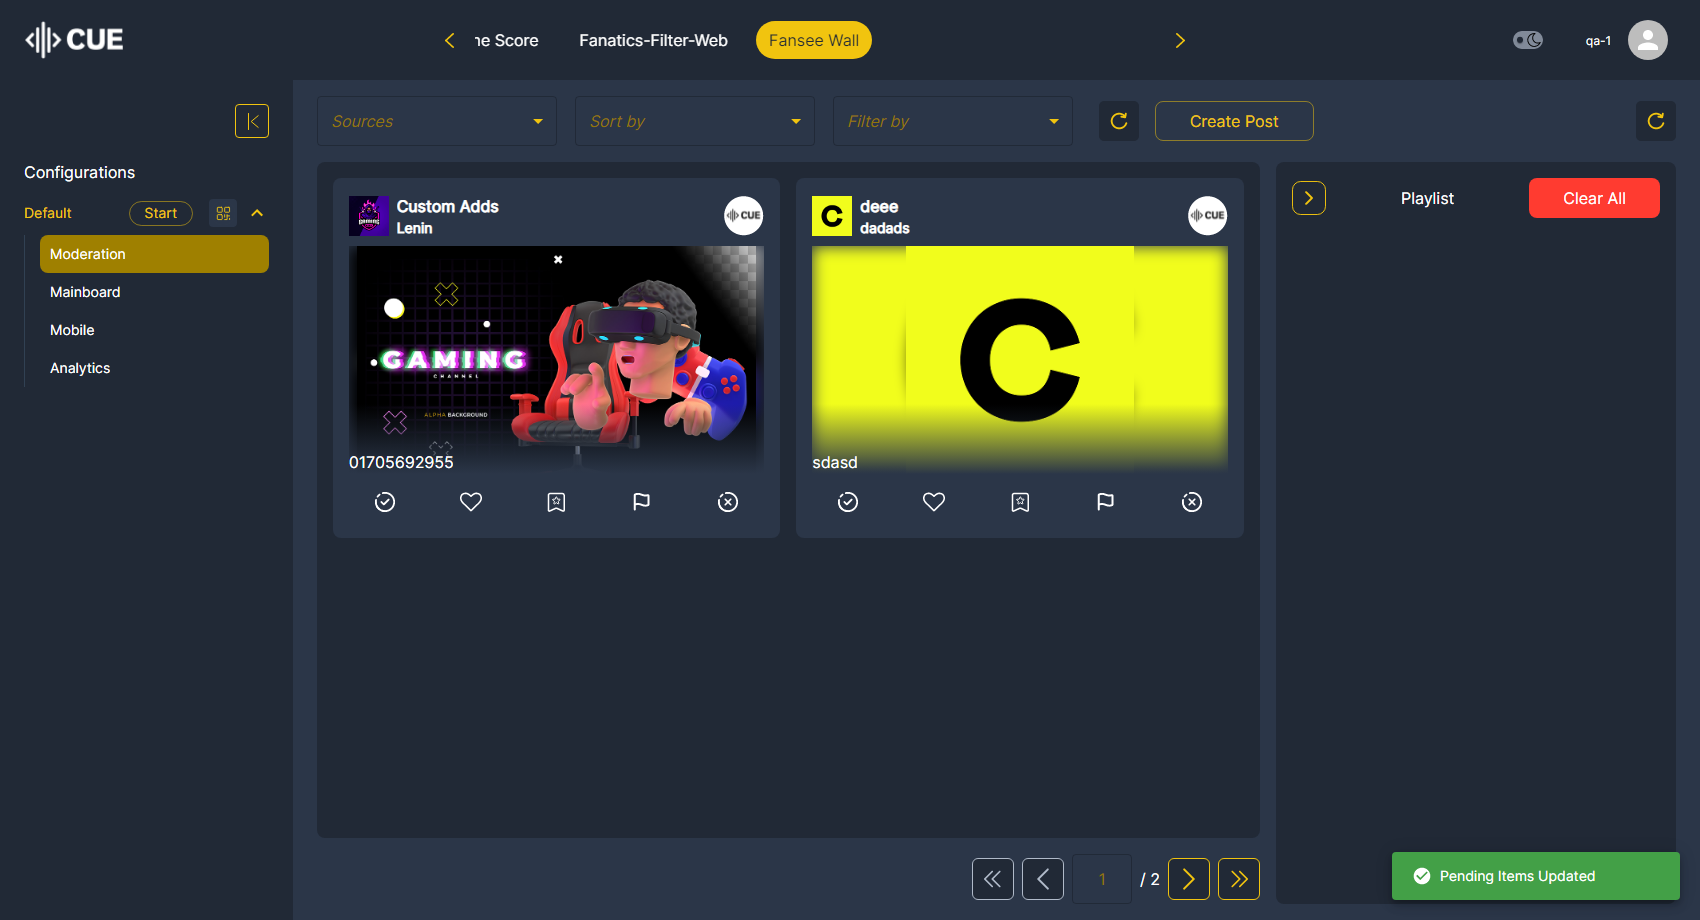 CUE
ne Score
Fanatics-Filter-Web
Fansee Wall
qa-1
Sources
Sort by
Filter by
Create Post
Configurations
Default
Start
Moderation
Mainboard
Mobile
Analytics
Custom Adds
Lenin
CUE
GAMING
GAMING
CHANNEL
ALPHA BACKGROUND
01705692955
C
deee
dadads
CUE
C
sdasd
Playlist
Clear All
1
/ 2
Pending Items Updated